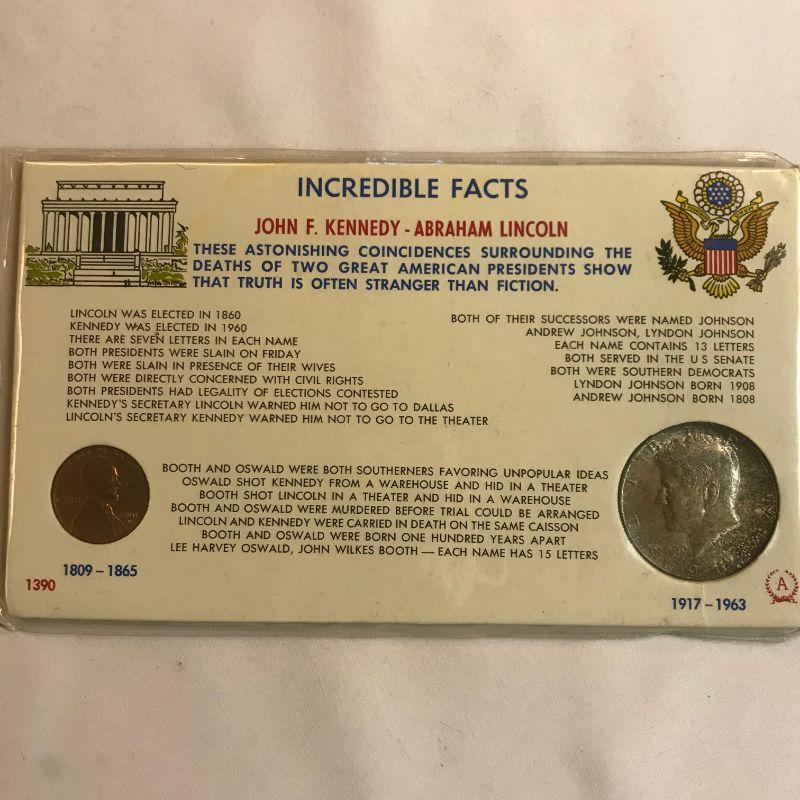 INCREDIBLE FACTS
JOHN F. KENNEDY - ABRAHAM LINCOLN
THESE ASTONISHING COINCIDENCES SURROUNDING THE
DEATHS OF TWO GREAT AMERICAN PRESIDENTS SHOW
THAT TRUTH IS OFTEN STRANGER THAN FICTION.
LINCOLN WAS ELECTED IN 1860
KENNEDY WAS ELECTED IN 1960
THERE ARE SEVEN LETTERS IN EACH NAME
BOTH PRESIDENTS WERE SLAIN ON FRIDAY
BOTH WERE SLAIN IN PRESENCE OF THEIR WIVES
BOTH WERE DIRECTLY CONCERNED WITH CIVIL RIGHTS
BOTH PRESIDENTS HAD LEGALITY OF ELECTIONS CONTESTED
KENNEDY'S SECRETARY LINCOLN WARNED HIM NOT TO GO TO DALLAS
LINCOLN'S SECRETARY KENNEDY WARNED HIM NOT TO GO TO THE THEATER
BOTH OF THEIR SUCCESSORS WERE NAMED JOHNSON
ANDREW JOHNSON, LYNDON JOHNSON
EACH NAME CONTAINS 13 LETTERS
BOTH SERVED IN THE U S SENATE
BOTH WERE SOUTHERN DEMOCRATS
LYNDON JOHNSON BORN 1908
ANDREW JOHNSON BORN 1808
BOOTH AND OSWALD WERE BOTH SOUTHERNERS FAVORING UNPOPULAR IDEAS
OSWALD SHOT KENNEDY FROM A WAREHOUSE AND HID IN A THEATER
BOOTH SHOT LINCOLN IN A THEATER AND HID IN A WAREHOUSE
BOOTH AND OSWALD WERE MURDERED BEFORE TRIAL COULD BE ARRANGED
LINCOLN AND KENNEDY WERE CARRIED IN DEATH ON THE SAME CAISSON
BOOTH AND OSWALD WERE BORN ONE HUNDRED YEARS APART
LEE HARVEY OSWALD, JOHN WILKES BOOTH — EACH NAME HAS 15 LETTERS
1809 – 1865
1390
1917 – 1963
A